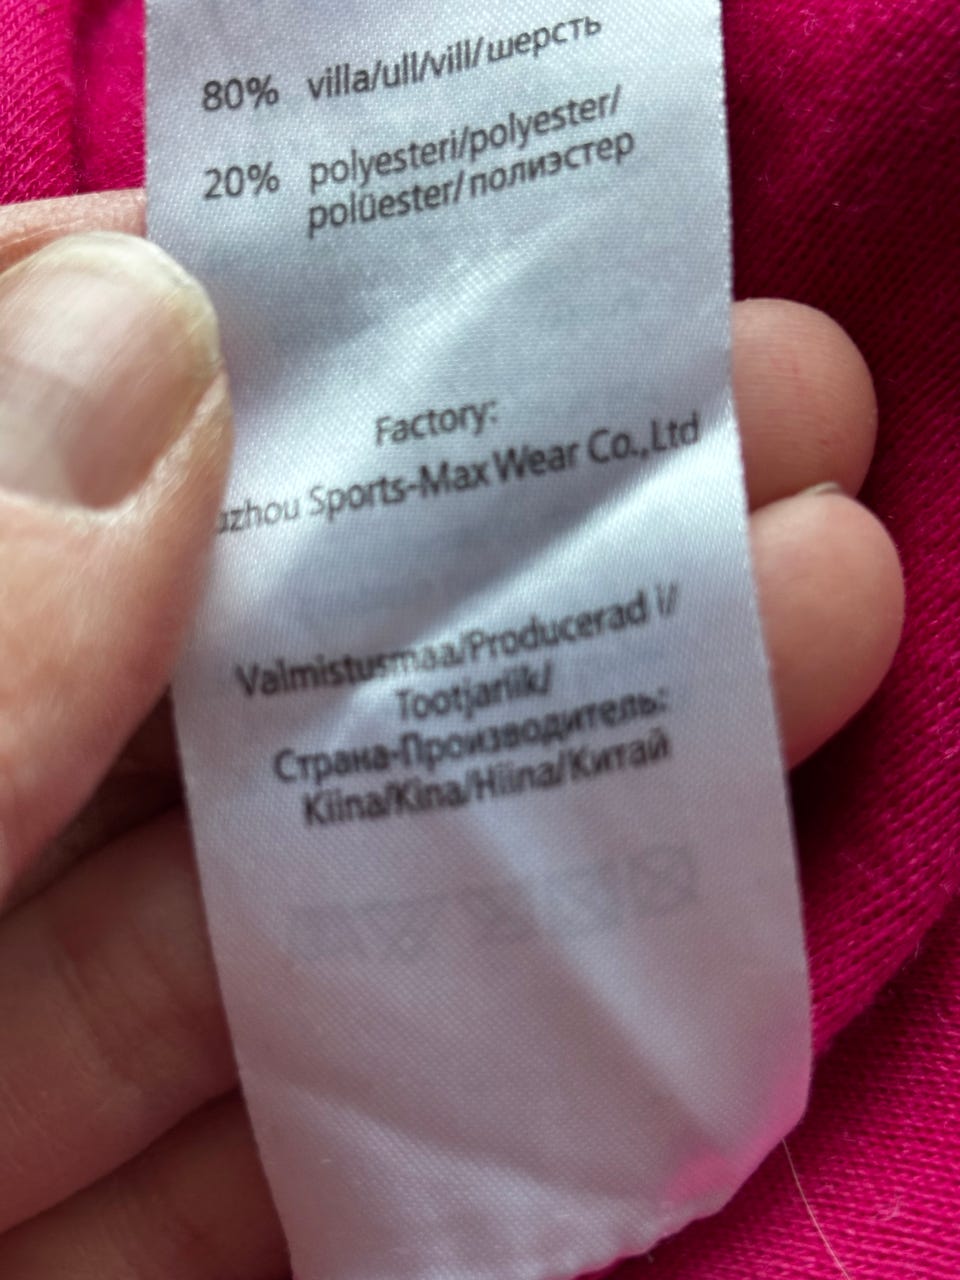 80% villa/ull/vill/шерсть
20% polyesteri/polyester/
polüester/полиэстер
Factory:
Sports-Max Wear Co.,Ltd
Valmistusmaa/Producerad i/
Tootjariik/
Страна-Производитель:
Kiina/Kina/Hiina/Китай